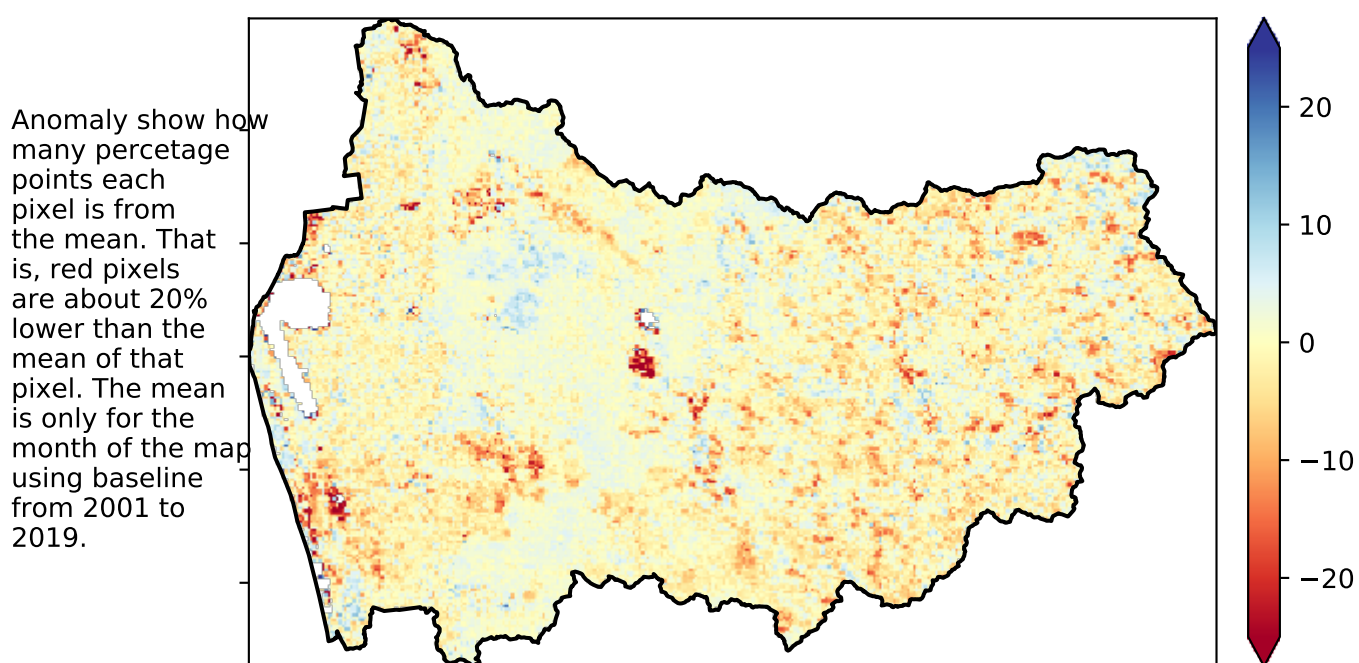 Anomaly show how
many percetage
points each
pixel is from
the mean. That
is, red pixels
are about 20%
lower than the
mean of that
pixel. The mean
is only for the
month of the map
using baseline
from 2001 to
2019.
20
10
0
−10
−20